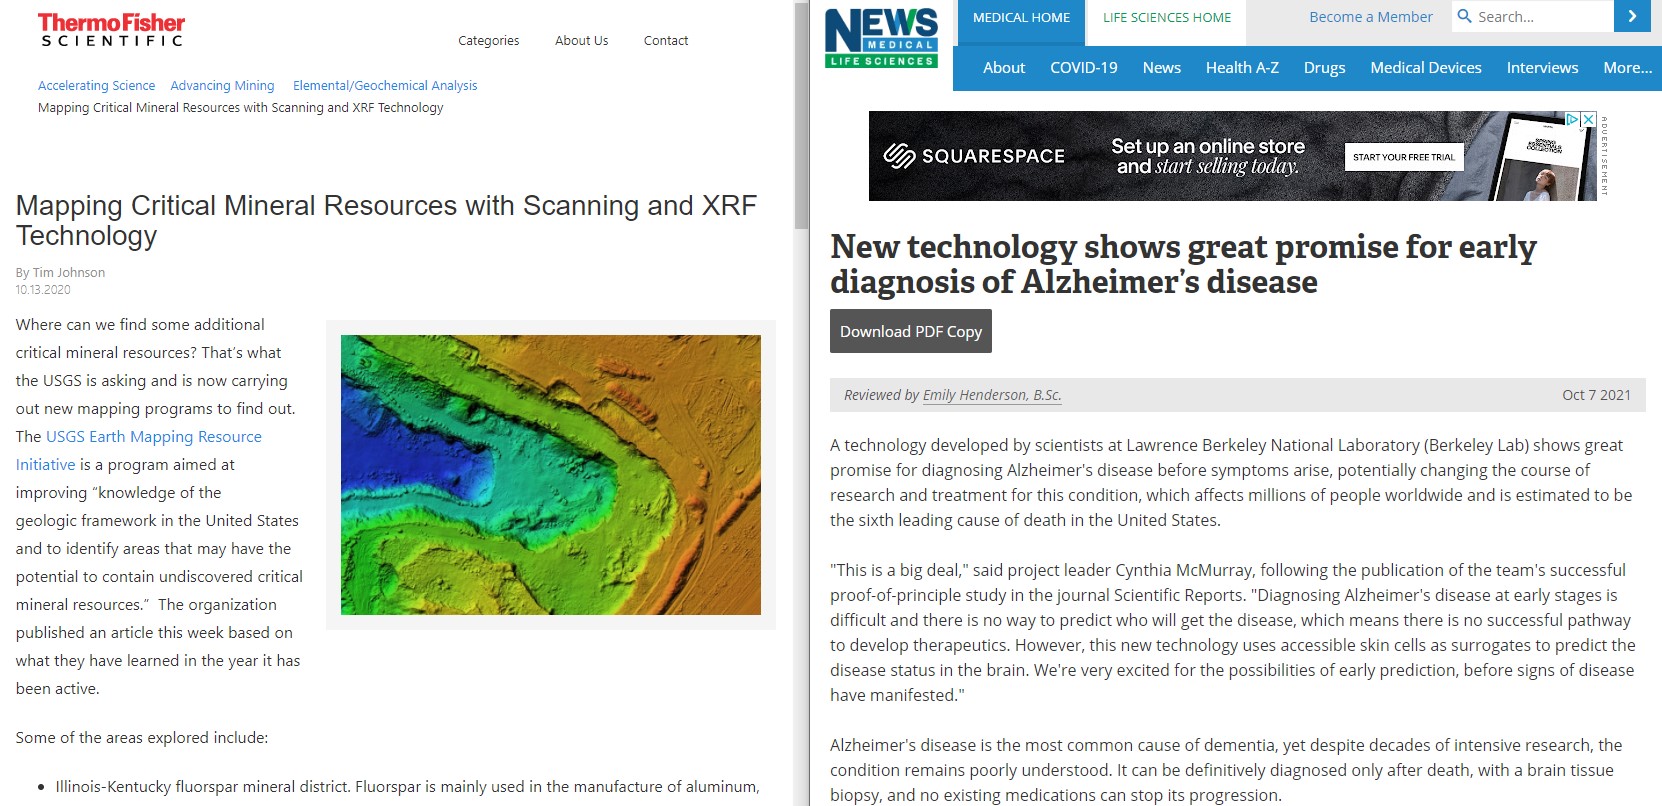 ThermoFisher
SCIENTIFIC
Categories About Us Contact
Accelerating Science Advancing Mining Elemental/Geochemical Analysis
Mapping Critical Mineral Resources with Scanning and XRF Technology
Mapping Critical Mineral Resources with Scanning and XRF
Technology
By Tim Johnson
10.13.2020
Where can we find some additional
critical mineral resources? That’s what
the USGS is asking and is now carrying
out new mapping programs to find out.
The USGS Earth Mapping Resource
Initiative is a program aimed at
improving “knowledge of the
geologic framework in the United States
and to identify areas that may have the
potential to contain undiscovered critical
mineral resources.” The organization
published an article this week based on
what they have learned in the year it has
been active.
Some of the areas explored include:
• Illinois-Kentucky fluorspar mineral district. Fluorspar is mainly used in the manufacture of aluminum,
NEWS
MEDICAL
LIFE SCIENCES
MEDICAL HOME LIFE SCIENCES HOME Become a Member Search...
About COVID-19 News Health A-Z Drugs Medical Devices Interviews More...
SQUARESPACE
Set up an online store
and start selling today.
START YOUR FREE TRIAL
SPRING
ESSENTIALS
COLLECTION
ADVERTISEMENT
New technology shows great promise for early
diagnosis of Alzheimer’s disease
Download PDF Copy
Reviewed by Emily Henderson, B.Sc. Oct 7 2021
A technology developed by scientists at Lawrence Berkeley National Laboratory (Berkeley Lab) shows great
promise for diagnosing Alzheimer's disease before symptoms arise, potentially changing the course of
research and treatment for this condition, which affects millions of people worldwide and is estimated to be
the sixth leading cause of death in the United States.
"This is a big deal," said project leader Cynthia McMurray, following the publication of the team's successful
proof-of-principle study in the journal Scientific Reports. "Diagnosing Alzheimer's disease at early stages is
difficult and there is no way to predict who will get the disease, which means there is no successful pathway
to develop therapeutics. However, this new technology uses accessible skin cells as surrogates to predict the
disease status in the brain. We're very excited for the possibilities of early prediction, before signs of disease
have manifested."
Alzheimer's disease is the most common cause of dementia, yet despite decades of intensive research, the
condition remains poorly understood. It can be definitively diagnosed only after death, with a brain tissue
biopsy, and no existing medications can stop its progression.